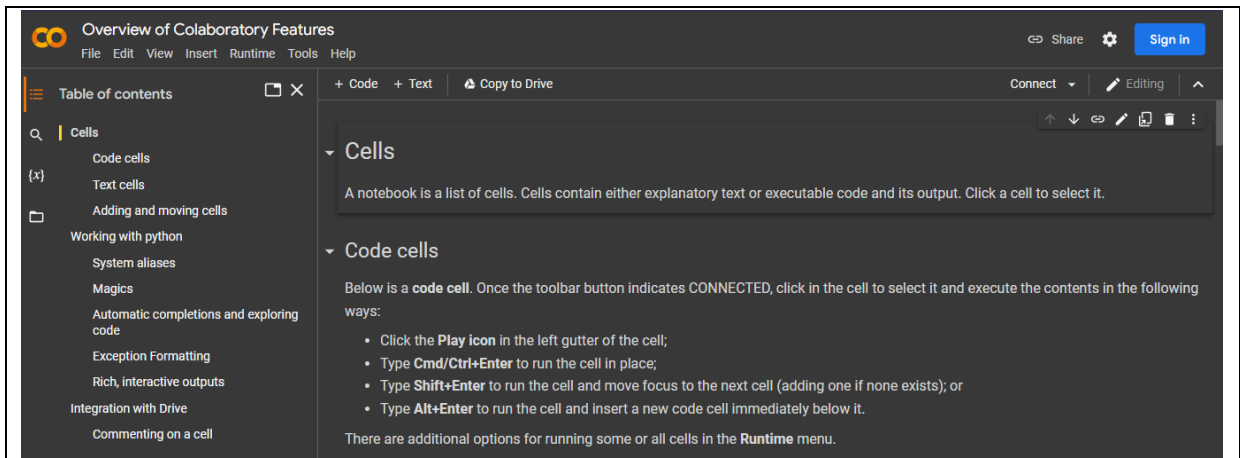 Overview of Colaboratory Features
File Edit View Insert Runtime Tools Help
Share
Sign in
Table of contents
+ Code + Text Copy to Drive
Connect
Editing
Cells
Code cells
Text cells
{x}
Adding and moving cells
Working with python
System aliases
Magics
Automatic completions and exploring
code
Exception Formatting
Rich, interactive outputs
Integration with Drive
Commenting on a cell
Cells
A notebook is a list of cells. Cells contain either explanatory text or executable code and its output. Click a cell to select it.
Code cells
Below is a code cell. Once the toolbar button indicates CONNECTED, click in the cell to select it and execute the contents in the following
ways:
• Click the Play icon in the left gutter of the cell;
• Type Cmd/Ctrl+Enter to run the cell in place;
• Type Shift+Enter to run the cell and move focus to the next cell (adding one if none exists); or
• Type Alt+Enter to run the cell and insert a new code cell immediately below it.
There are additional options for running some or all cells in the Runtime menu.